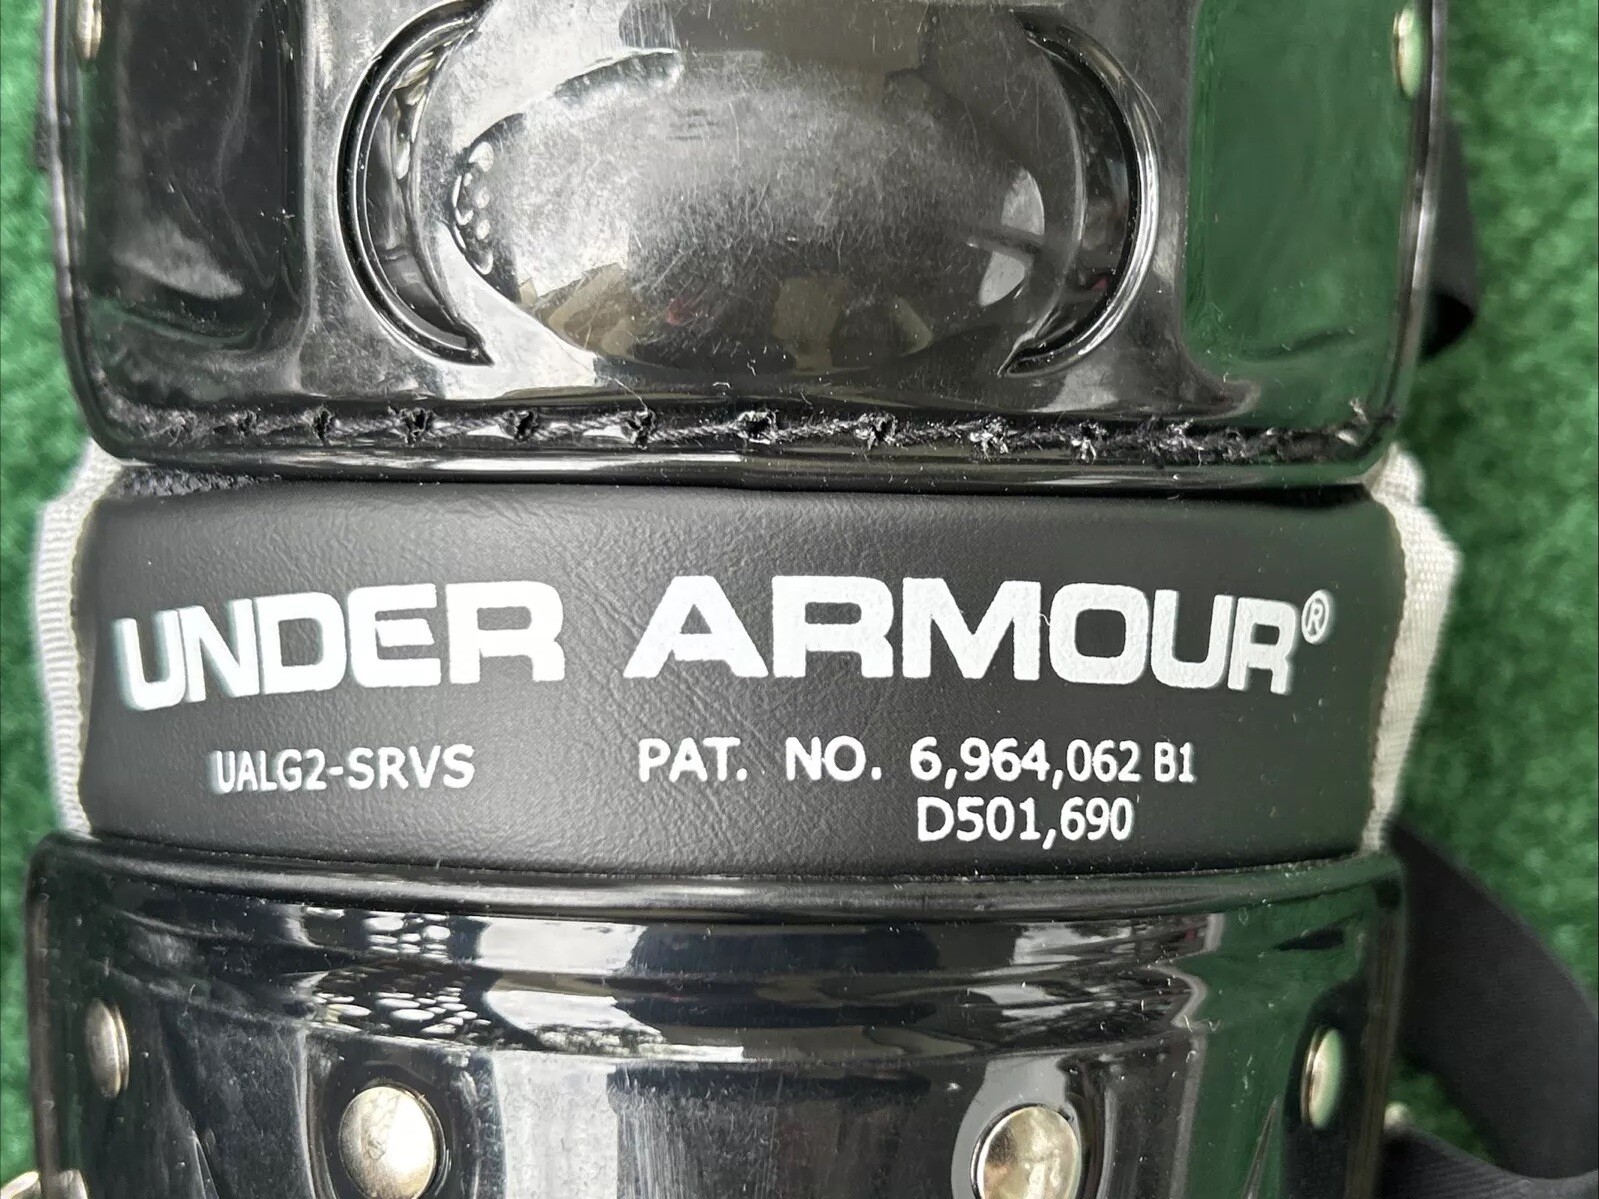 UNDER ARMOUR®
UALG2-SRVS PAT. NO. 6,964,062 B1
D501,690